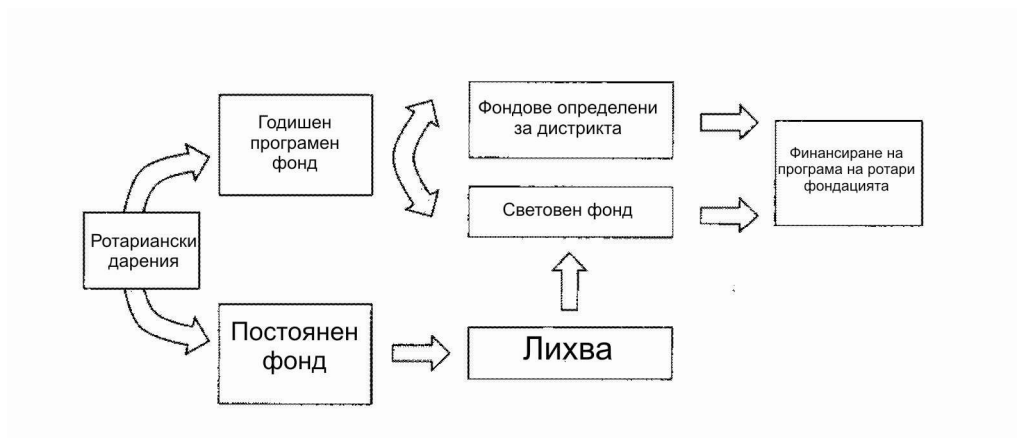 Годишен
програмен
фонд
Фондове определени
за дистрикта
Финансиране на
програма на ротари
фондацията
Световен фонд
Ротариански
дарения
Постоянен
фонд
Лихва